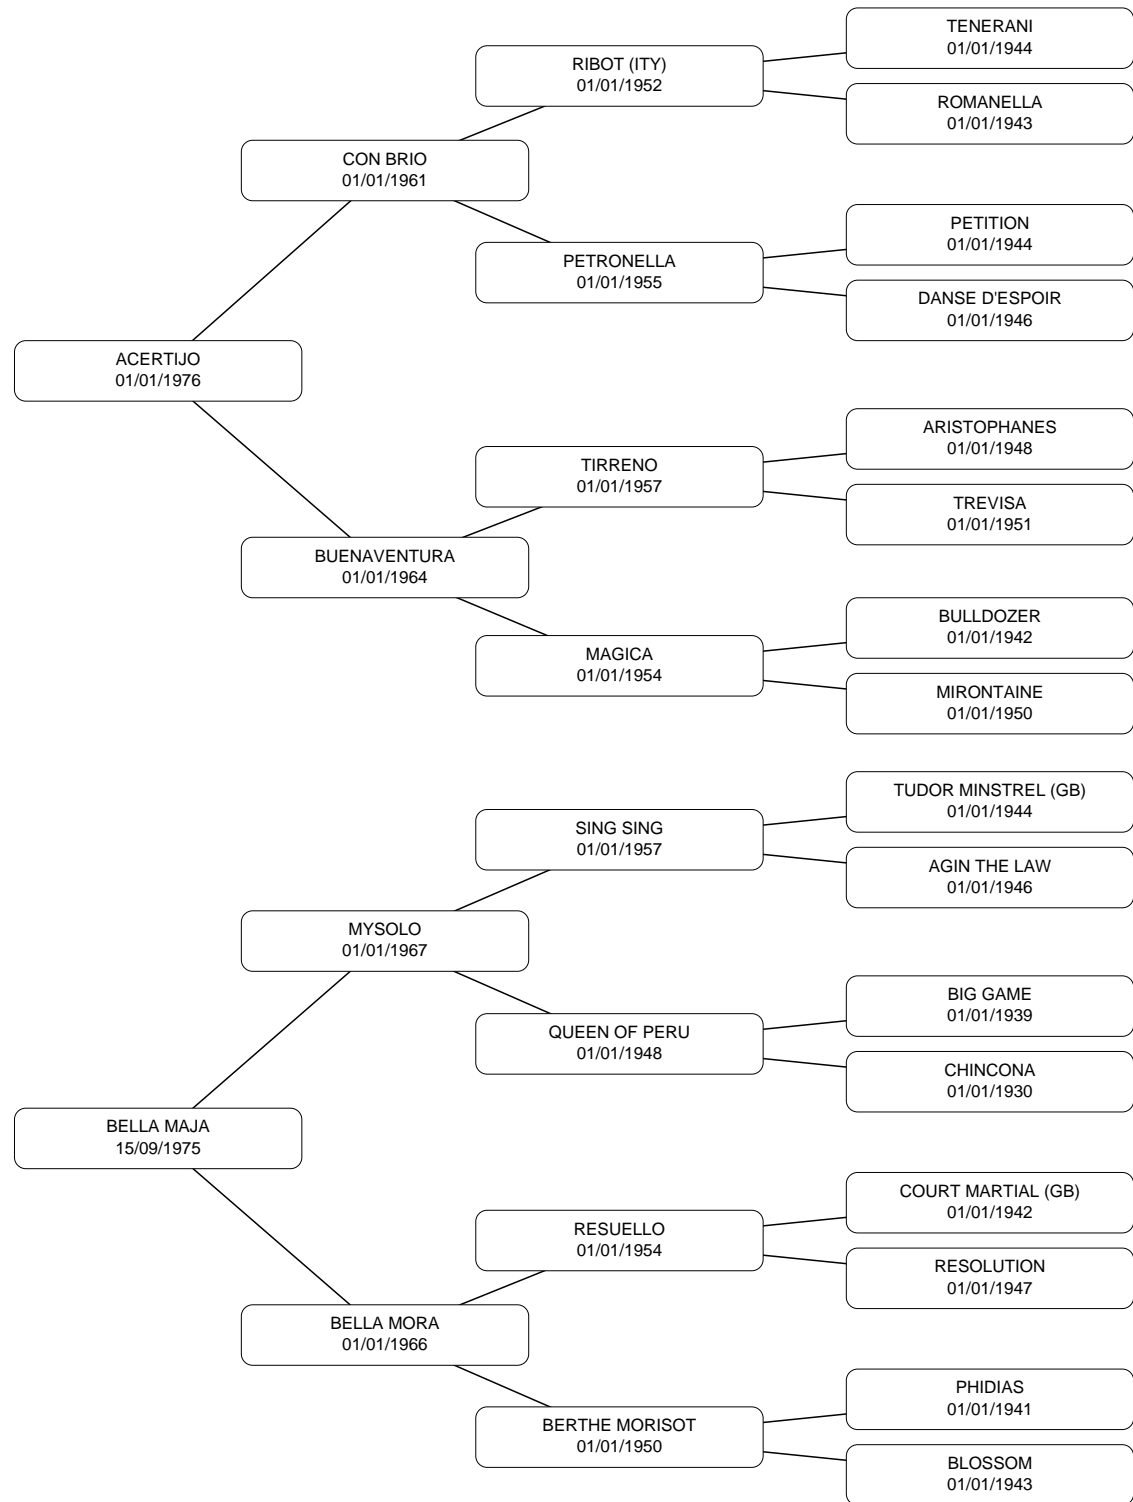 TENERANI
01/01/1944
RIBOT (ITY)
01/01/1952
ROMANELLA
01/01/1943
CON BRIO
01/01/1961
PETITION
01/01/1944
PETRONELLA
01/01/1955
DANSE D'ESPOIR
01/01/1946
ACERTIJO
01/01/1976
ARISTOPHANES
01/01/1948
TIRRENO
01/01/1957
TREVISA
01/01/1951
BUENAVENTURA
01/01/1964
BULLDOZER
01/01/1942
MAGICA
01/01/1954
MIRONTAINE
01/01/1950
TUDOR MINSTREL (GB)
01/01/1944
SING SING
01/01/1957
AGIN THE LAW
01/01/1946
MYSOLO
01/01/1967
BIG GAME
01/01/1939
QUEEN OF PERU
01/01/1948
CHINCONA
01/01/1930
BELLA MAJA
15/09/1975
COURT MARTIAL (GB)
01/01/1942
RESUELLO
01/01/1954
RESOLUTION
01/01/1947
BELLA MORA
01/01/1966
PHIDIAS
01/01/1941
BERTHE MORISOT
01/01/1950
BLOSSOM
01/01/1943